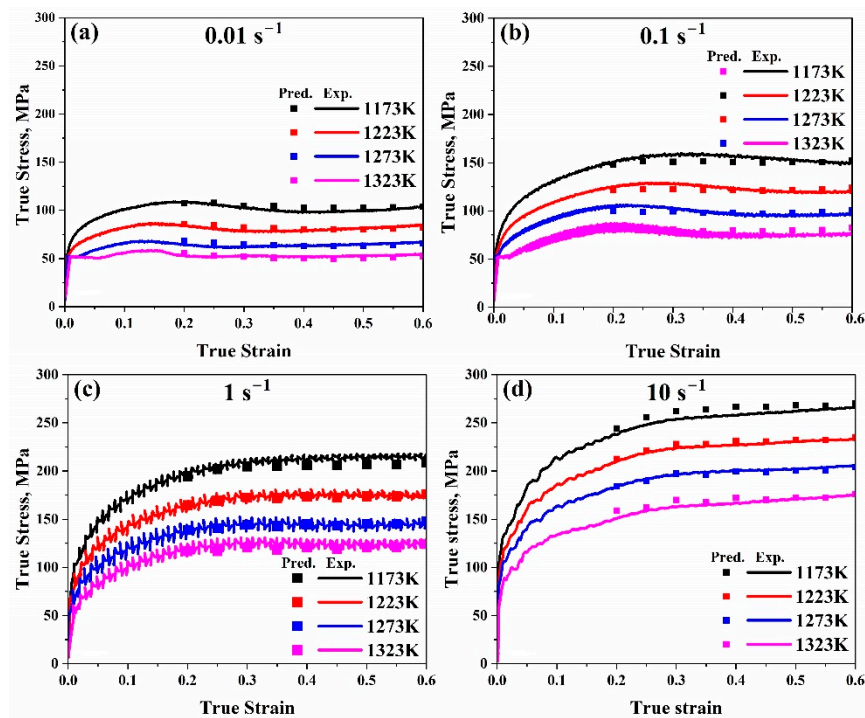 (a) 0.01 s⁻¹
300
250
200
150
100
50
0
True Stress, MPa
Pred. Exp.
1173K
1223K
1273K
1323K
0.0 0.1 0.2 0.3 0.4 0.5 0.6
True Strain
(b) 0.1 s⁻¹
300
250
200
150
100
50
0
True Stress, MPa
Pred. Exp.
1173K
1223K
1273K
1323K
0.0 0.1 0.2 0.3 0.4 0.5 0.6
True Strain
(c) 1 s⁻¹
300
250
200
150
100
50
0
True Stress, MPa
Pred. Exp.
1173K
1223K
1273K
1323K
0.0 0.1 0.2 0.3 0.4 0.5 0.6
True Strain
(d) 10 s⁻¹
300
250
200
150
100
50
0
True stress, MPa
Pred. Exp.
1173K
1223K
1273K
1323K
0.0 0.1 0.2 0.3 0.4 0.5 0.6
True strain